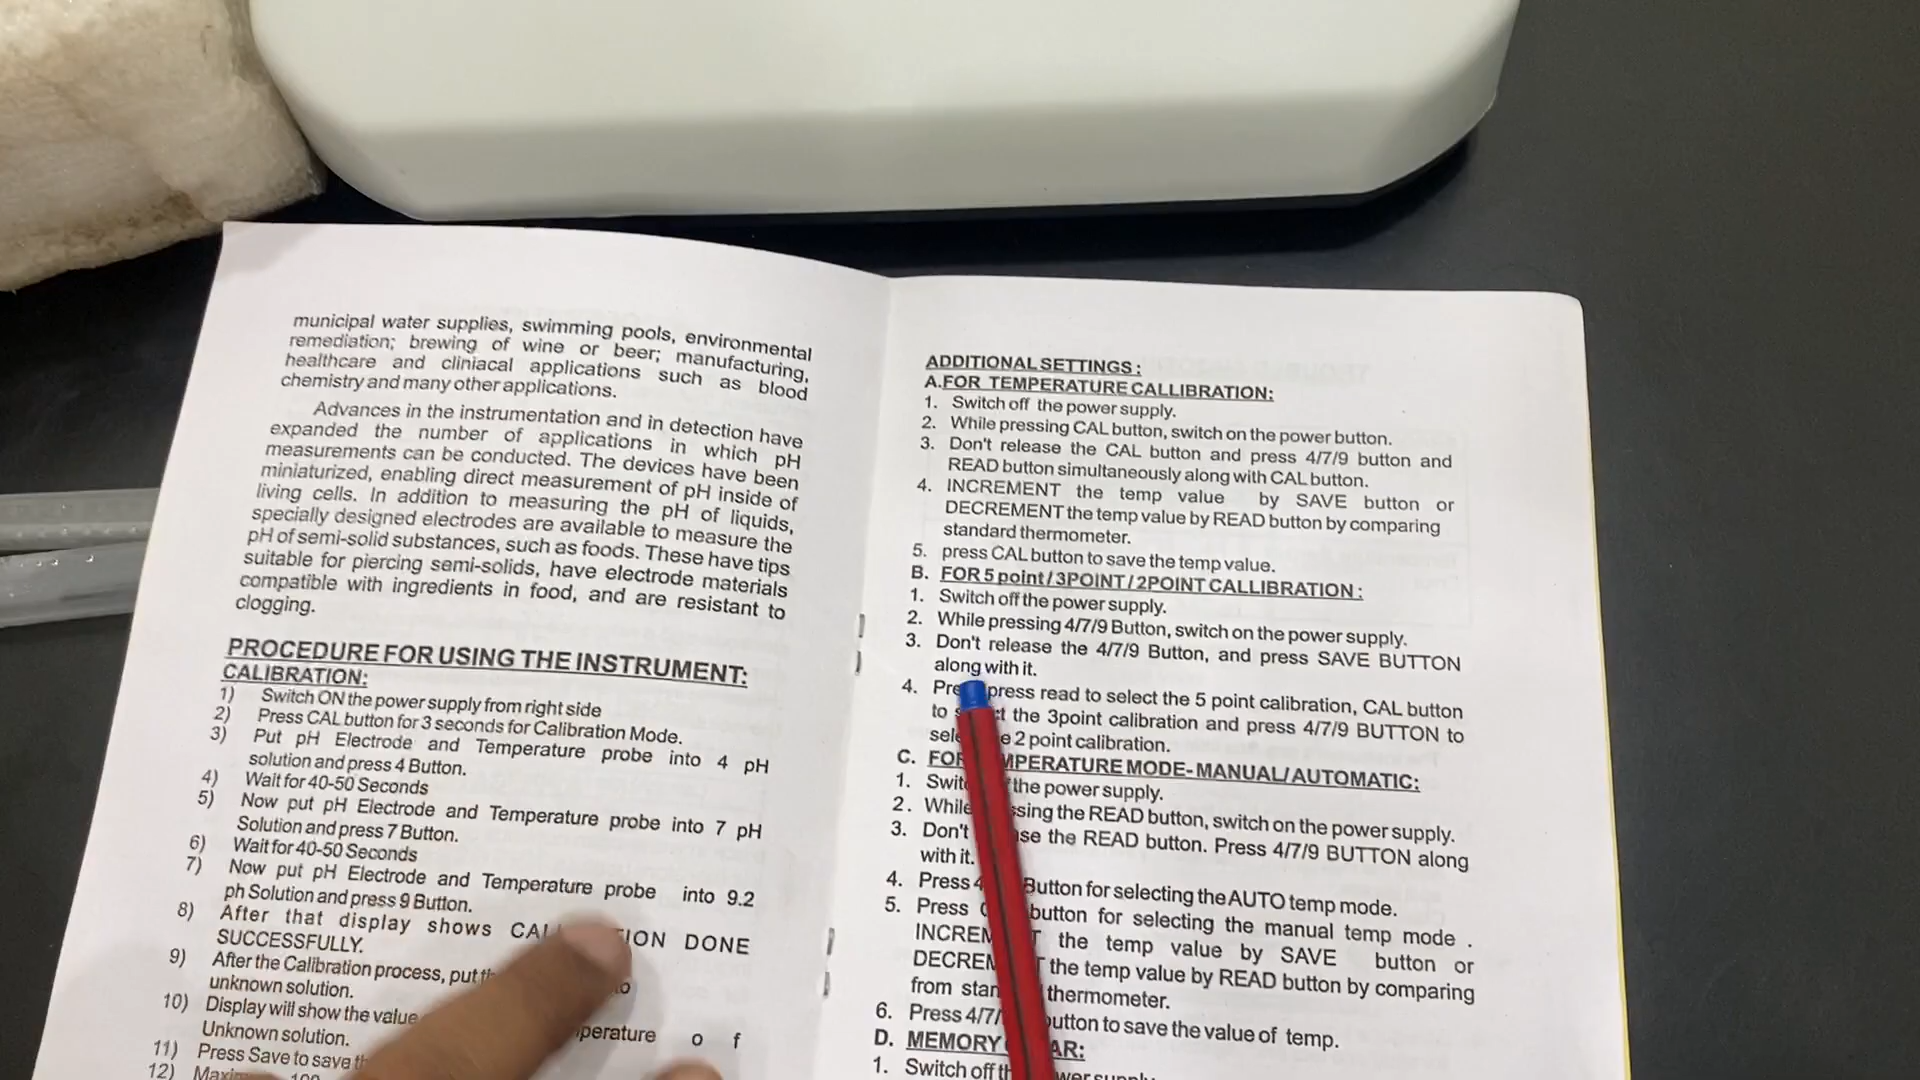 municipal water supplies, swimming pools, environmental
remediation; brewing of wine or beer; manufacturing,
healthcare and cliniacal applications such as blood
chemistry and many other applications.
Advances in the instrumentation and in detection have
expanded the number of applications in which pH
measurements can be conducted. The devices have been
miniaturized, enabling direct measurement of pH inside of
living cells. In addition to measuring the pH of liquids,
specially designed electrodes are available to measure the
pH of semi-solid substances, such as foods. These have tips
suitable for piercing semi-solids, have electrode materials
compatible with ingredients in food, and are resistant to
clogging.
PROCEDURE FOR USING THE INSTRUMENT:
CALIBRATION:
1) Switch ON the power supply from right side
2) Press CAL button for 3 seconds for Calibration Mode.
3) Put pH Electrode and Temperature probe into 4 pH
solution and press 4 Button.
4) Wait for 40-50 Seconds
5) Now put pH Electrode and Temperature probe into 7 pH
Solution and press 7 Button.
6) Wait for 40-50 Seconds
7) Now put pH Electrode and Temperature probe into 9.2
ph Solution and press 9 Button.
8) After that display shows DONE
SUCCESSFULLY.
9) After the Calibration process, put
unknown solution.
10) Display will show the value o f
Unknown solution.
11) Press Save to save
12)
ADDITIONAL SETTINGS :
A.FOR TEMPERATURE CALLIBRATION:
1. Switch off the power supply.
2. While pressing CAL button, switch on the power button.
3. Don't release the CAL button and press 4/7/9 button and
READ button simultaneously along with CAL button.
4. INCREMENT the temp value by SAVE button or
DECREMENT the temp value by READ button by comparing
standard thermometer.
5. press CAL button to save the temp value.
B. FOR 5 point / 3POINT / 2POINT CALLIBRATION :
1. Switch off the power supply.
2. While pressing 4/7/9 Button, switch on the power supply.
3. Don't release the 4/7/9 Button, and press SAVE BUTTON
along with it.
4. press read to select the 5 point calibration, CAL button
to the 3point calibration and press 4/7/9 BUTTON to
2 point calibration.
C. FOR TEMPERATURE MODE- MANUAL/ AUTOMATIC:
1. the power supply.
2. While the READ button, switch on the power supply.
3. Don't the READ button. Press 4/7/9 BUTTON along
with it.
4. Press Button for selecting the AUTO temp mode.
5. Press button for selecting the manual temp mode .
INCREMENT the temp value by SAVE button or
DECREMENT the temp value by READ button by comparing
from thermometer.
6. Press button to save the value of temp.
D. MEMORY
1. Switch off